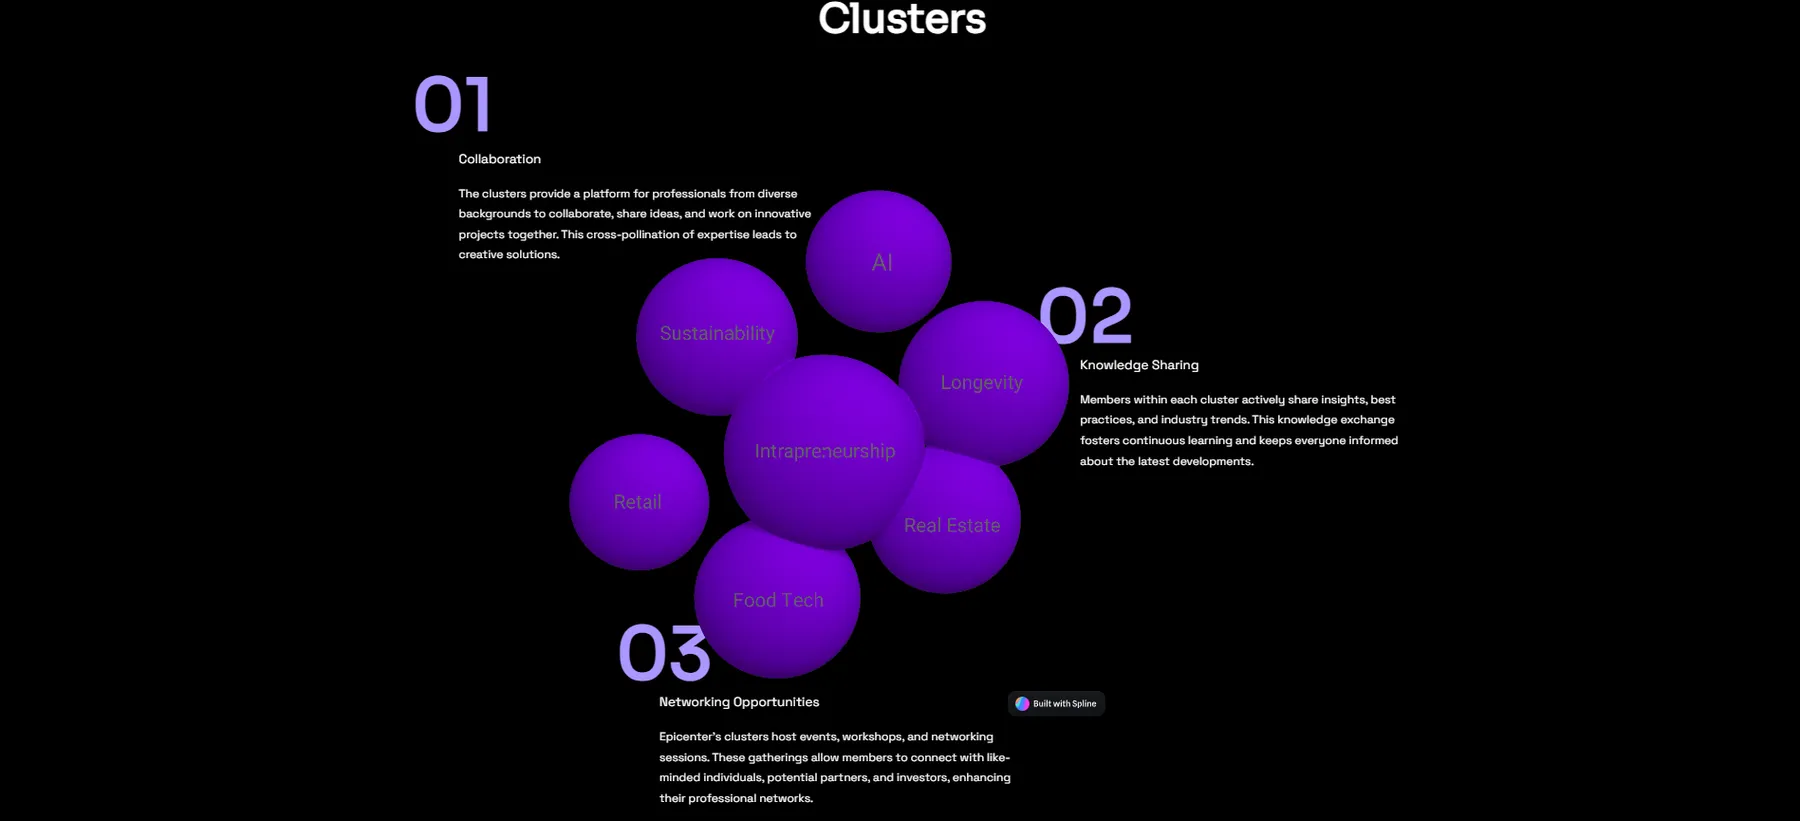 Clusters
01
Collaboration
The clusters provide a platform for professionals from diverse
backgrounds to collaborate, share ideas, and work on innovative
projects together. This cross-pollination of expertise leads to
creative solutions.
AI
Sustainability
02
Longevity
Knowledge Sharing
Members within each cluster actively share insights, best
practices, and industry trends. This knowledge exchange
fosters continuous learning and keeps everyone informed
about the latest developments.
Intrapreneurship
Retail
Real Estate
Food Tech
03
Networking Opportunities
Built with Spline
Epicenter's clusters host events, workshops, and networking
sessions. These gatherings allow members to connect with like-
minded individuals, potential partners, and investors, enhancing
their professional networks.